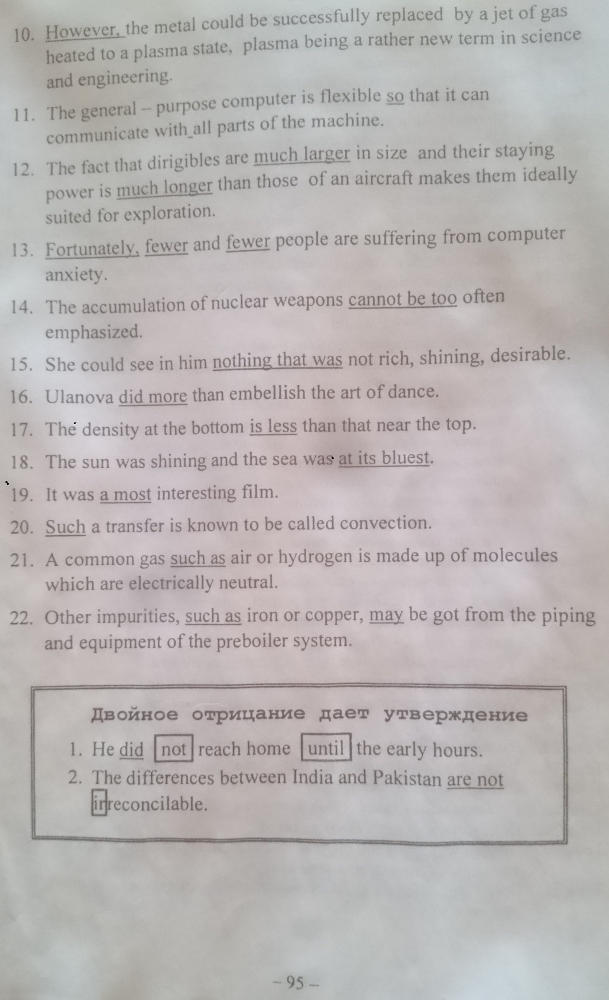 10. However, the metal could be successfully replaced by a jet of gas
heated to a plasma state, plasma being a rather new term in science
and engineering.
11. The general – purpose computer is flexible so that it can
communicate with all parts of the machine.
12. The fact that dirigibles are much larger in size and their staying
power is much longer than those of an aircraft makes them ideally
suited for exploration.
13. Fortunately, fewer and fewer people are suffering from computer
anxiety.
14. The accumulation of nuclear weapons cannot be too often
emphasized.
15. She could see in him nothing that was not rich, shining, desirable.
16. Ulanova did more than embellish the art of dance.
17. The density at the bottom is less than that near the top.
18. The sun was shining and the sea was at its bluest.
19. It was a most interesting film.
20. Such a transfer is known to be called convection.
21. A common gas such as air or hydrogen is made up of molecules
which are electrically neutral.
22. Other impurities, such as iron or copper, may be got from the piping
and equipment of the preboiler system.
Двойное отрицание дает утверждение
1. He did not reach home until the early hours.
2. The differences between India and Pakistan are not
irreconcilable.
– 95 –